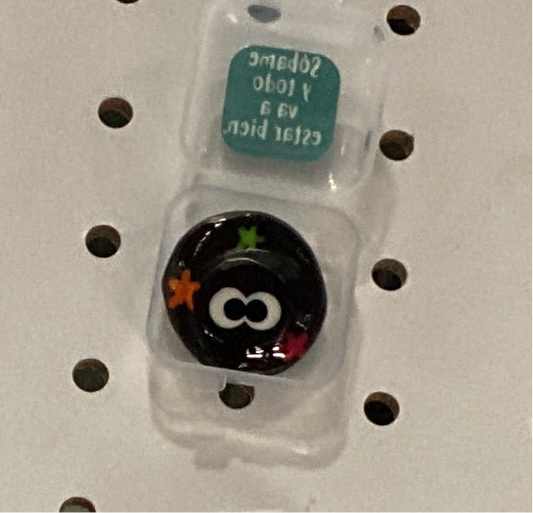 Sóbame
y todo
va a
estar bien.